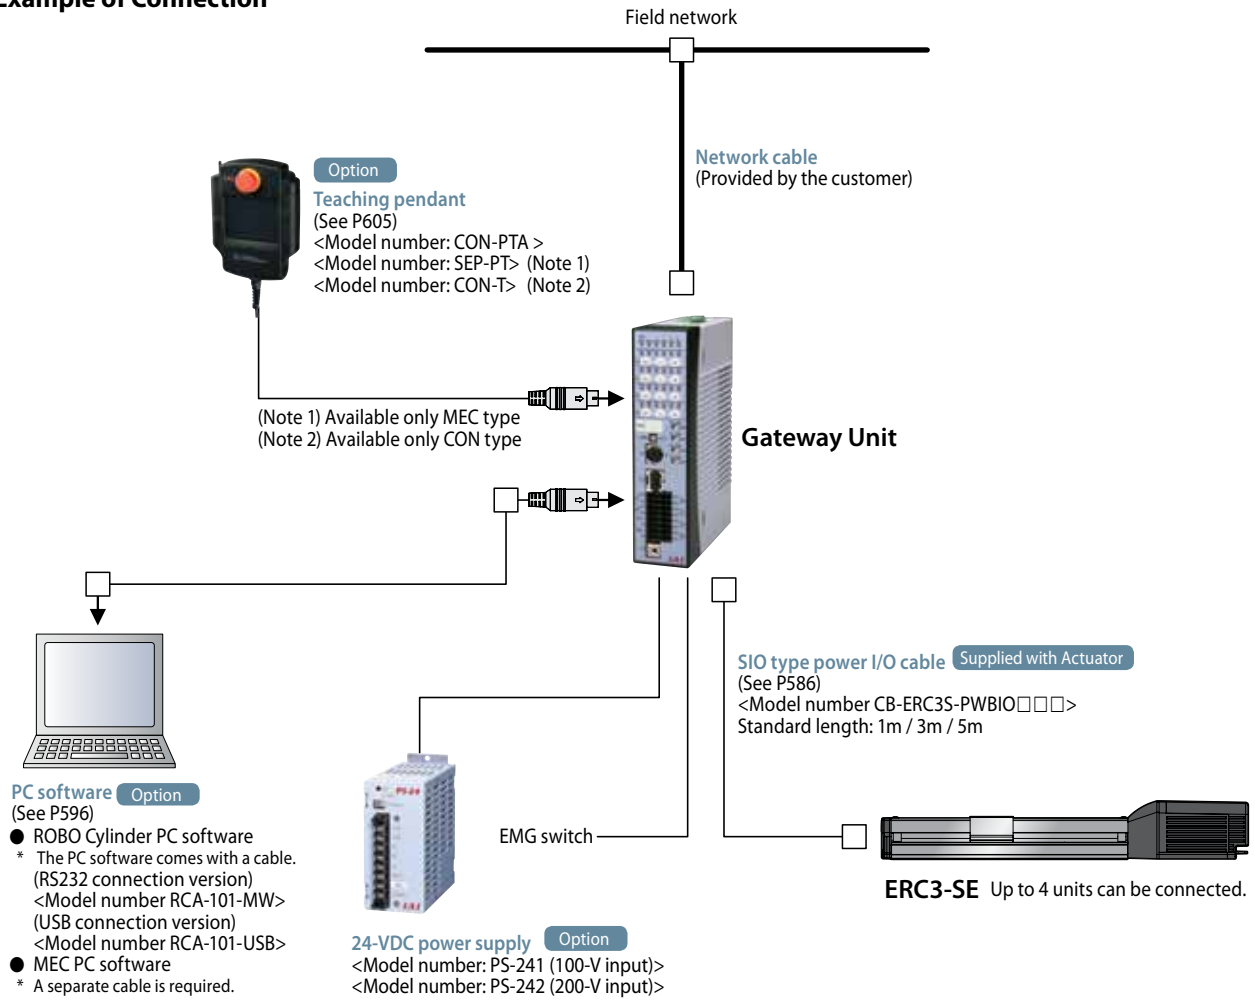 Example of Connection
Field network
Network cable
(Provided by the customer)
Option
Teaching pendant
(See P605)
<Model number: CON-PTA >
<Model number: SEP-PT> (Note 1)
<Model number: CON-T> (Note 2)
(Note 1) Available only MEC type
(Note 2) Available only CON type
Gateway Unit
SIO type power I/O cable Supplied with Actuator
(See P586)
<Model number CB-ERC3S-PWBIO□□□>
Standard length: 1m / 3m / 5m
PC software Option
(See P596)
● ROBO Cylinder PC software
* The PC software comes with a cable.
(RS232 connection version)
<Model number RCA-101-MW>
(USB connection version)
<Model number RCA-101-USB>
● MEC PC software
* A separate cable is required.
PS-24
IAI
EMG switch
24-VDC power supply Option
<Model number: PS-241 (100-V input)>
<Model number: PS-242 (200-V input)>
ERC3-SE Up to 4 units can be connected.